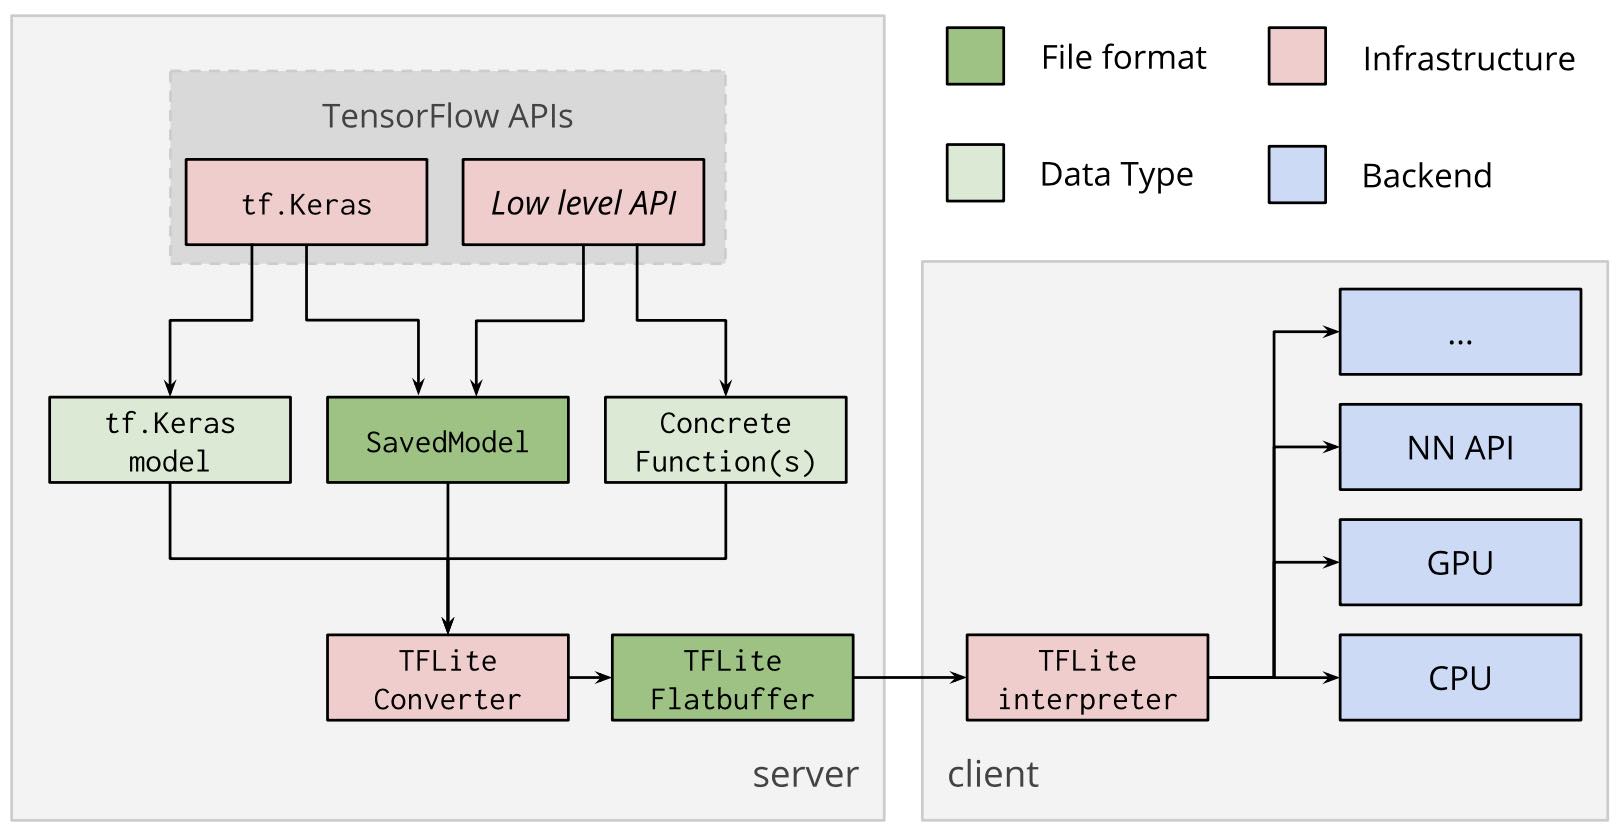 TensorFlow APIs
tf.Keras
Low level API
tf.Keras
model
SavedModel
Concrete
Function(s)
TFLite
Converter
TFLite
Flatbuffer
server
File format
Infrastructure
Data Type
Backend
...
NN API
GPU
CPU
TFLite
interpreter
client